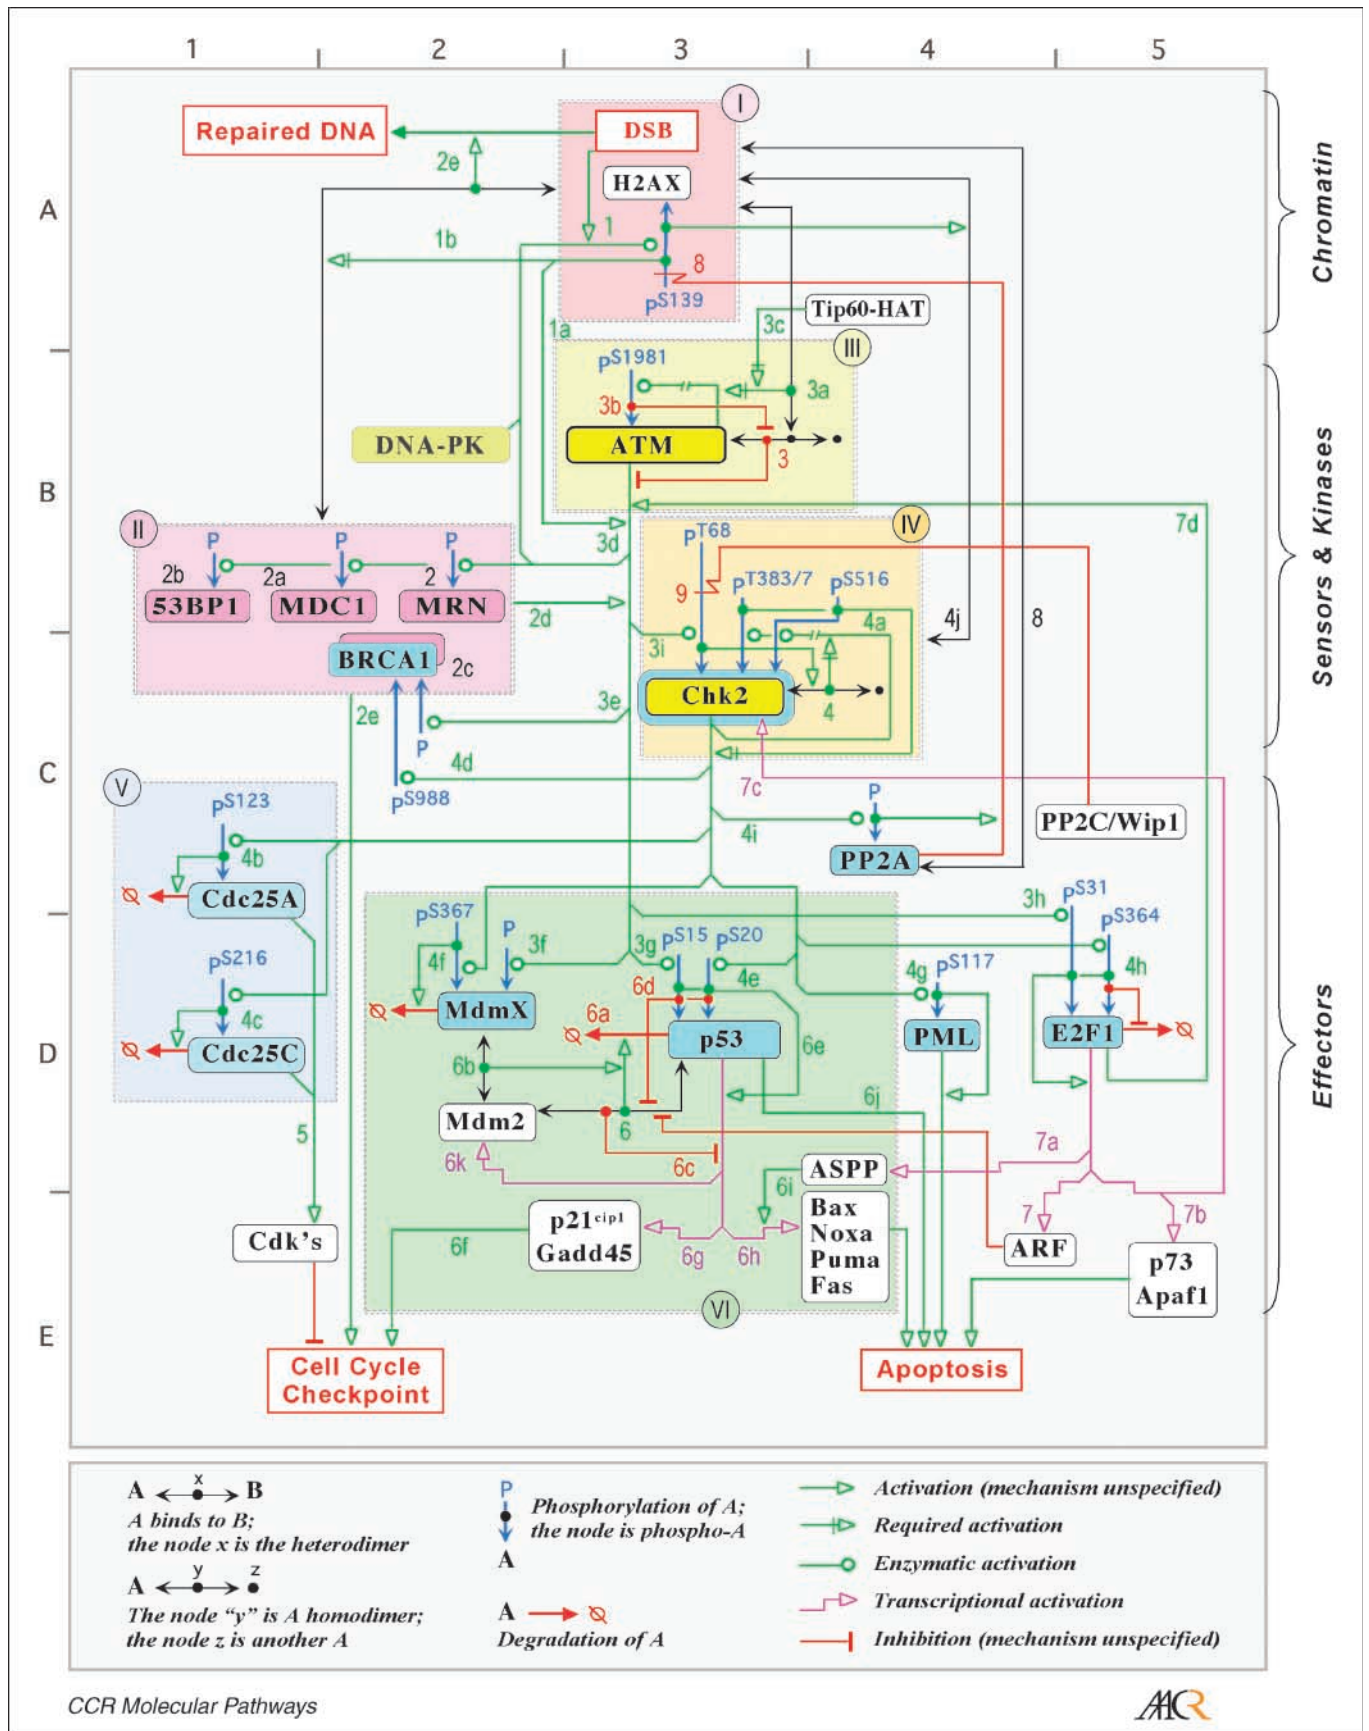 1 2 3 4 5
A
B
C
D
E
Chromatin
Sensors & Kinases
Effectors
I
Repaired DNA
DSB
2e
H2AX
1
1b
8
pS139
Tip60-HAT
3c
1a
III
pS1981
3b
3a
DNA-PK
ATM
3
7d
II
IV
pT68
P P P
3d
2b 2a 2
9
pT383/7
pS516
53BP1
MDC1
MRN
2d
4a
4j
8
3i
BRCA1
2c
Chk2
4
2e
3e
P
4d
7c
V
pS988
P
PP2C/Wip1
pS123
4i
4b
PP2A
Cdc25A
pS31
3h
pS364
pS367
P
3f
3g
pS15
pS20
4f
4e
pS216
4g
pS117
4h
6d
4c
MdmX
6a
p53
6e
PML
E2F1
Cdc25C
6b
6j
Mdm2
6
5
6k
6c
7a
ASPP
6i
Cdk's
p21cip1
Gadd45
6f
6g
6h
Bax
Noxa
Puma
Fas
7
7b
ARF
p73
Apaf1
VI
Cell Cycle
Checkpoint
Apoptosis
A x B
A binds to B;
the node x is the heterodimer
A y z
The node “y” is A homodimer;
the node z is another A
P
Phosphorylation of A;
the node is phospho-A
A
A
Degradation of A
Activation (mechanism unspecified)
Required activation
Enzymatic activation
Transcriptional activation
Inhibition (mechanism unspecified)
CCR Molecular Pathways
AACR